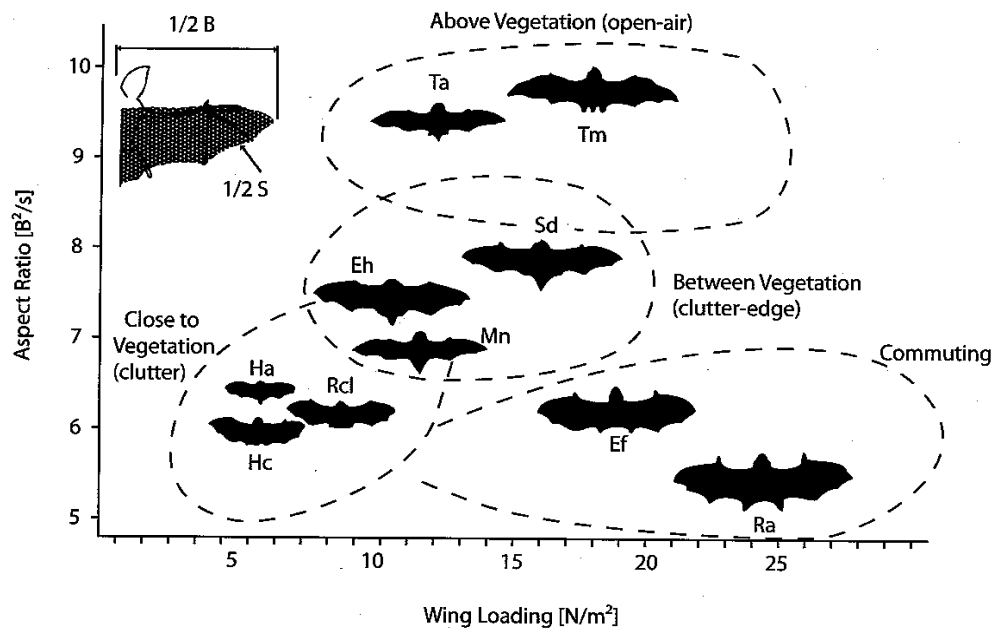 1/2 B
Above Vegetation (open-air)
10
Ta
Tm
9
1/2 S
Aspect Ratio [B²/s]
8
Sd
Eh
Between Vegetation
(clutter-edge)
7
Mn
Close to
Vegetation
(clutter)
Commuting
Ha
Rcl
6
Ef
Hc
5
Ra
5
10
15
20
25
Wing Loading [N/m²]